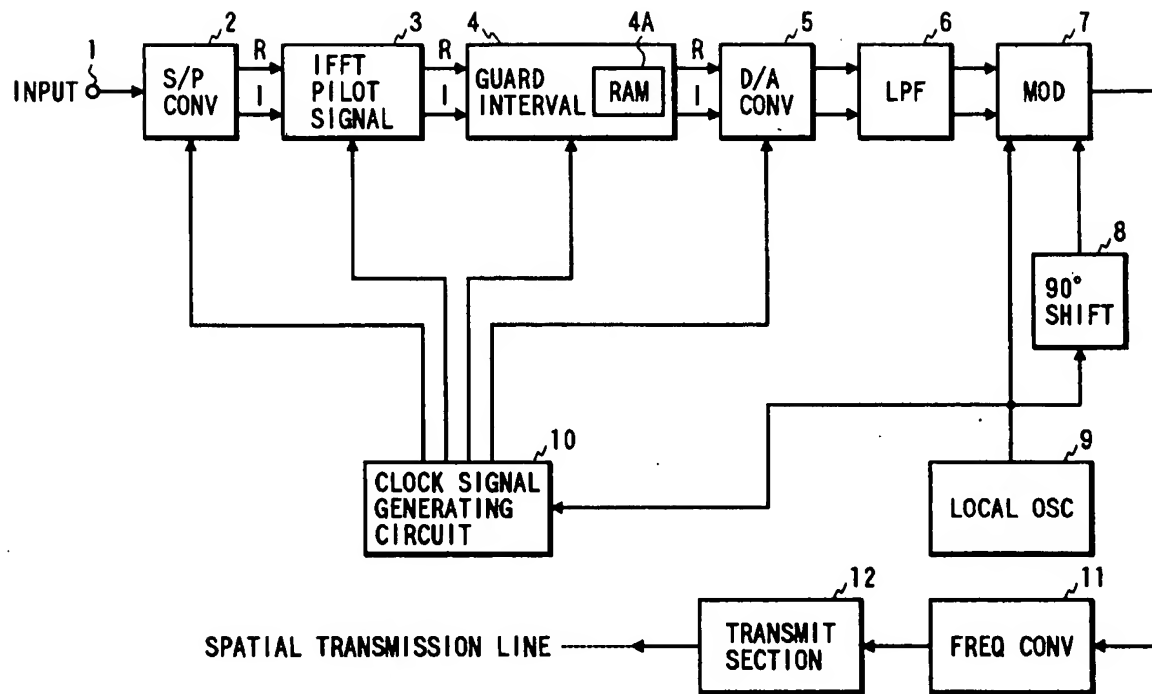 1
INPUT
2
S/P
CONV
R
I
3
IFFT
PILOT
SIGNAL
R
I
4
GUARD
INTERVAL
4A
RAM
R
I
5
D/A
CONV
6
LPF
7
MOD
8
90°
SHIFT
9
LOCAL OSC
10
CLOCK SIGNAL
GENERATING
CIRCUIT
11
FREQ CONV
12
TRANSMIT
SECTION
SPATIAL TRANSMISSION LINE